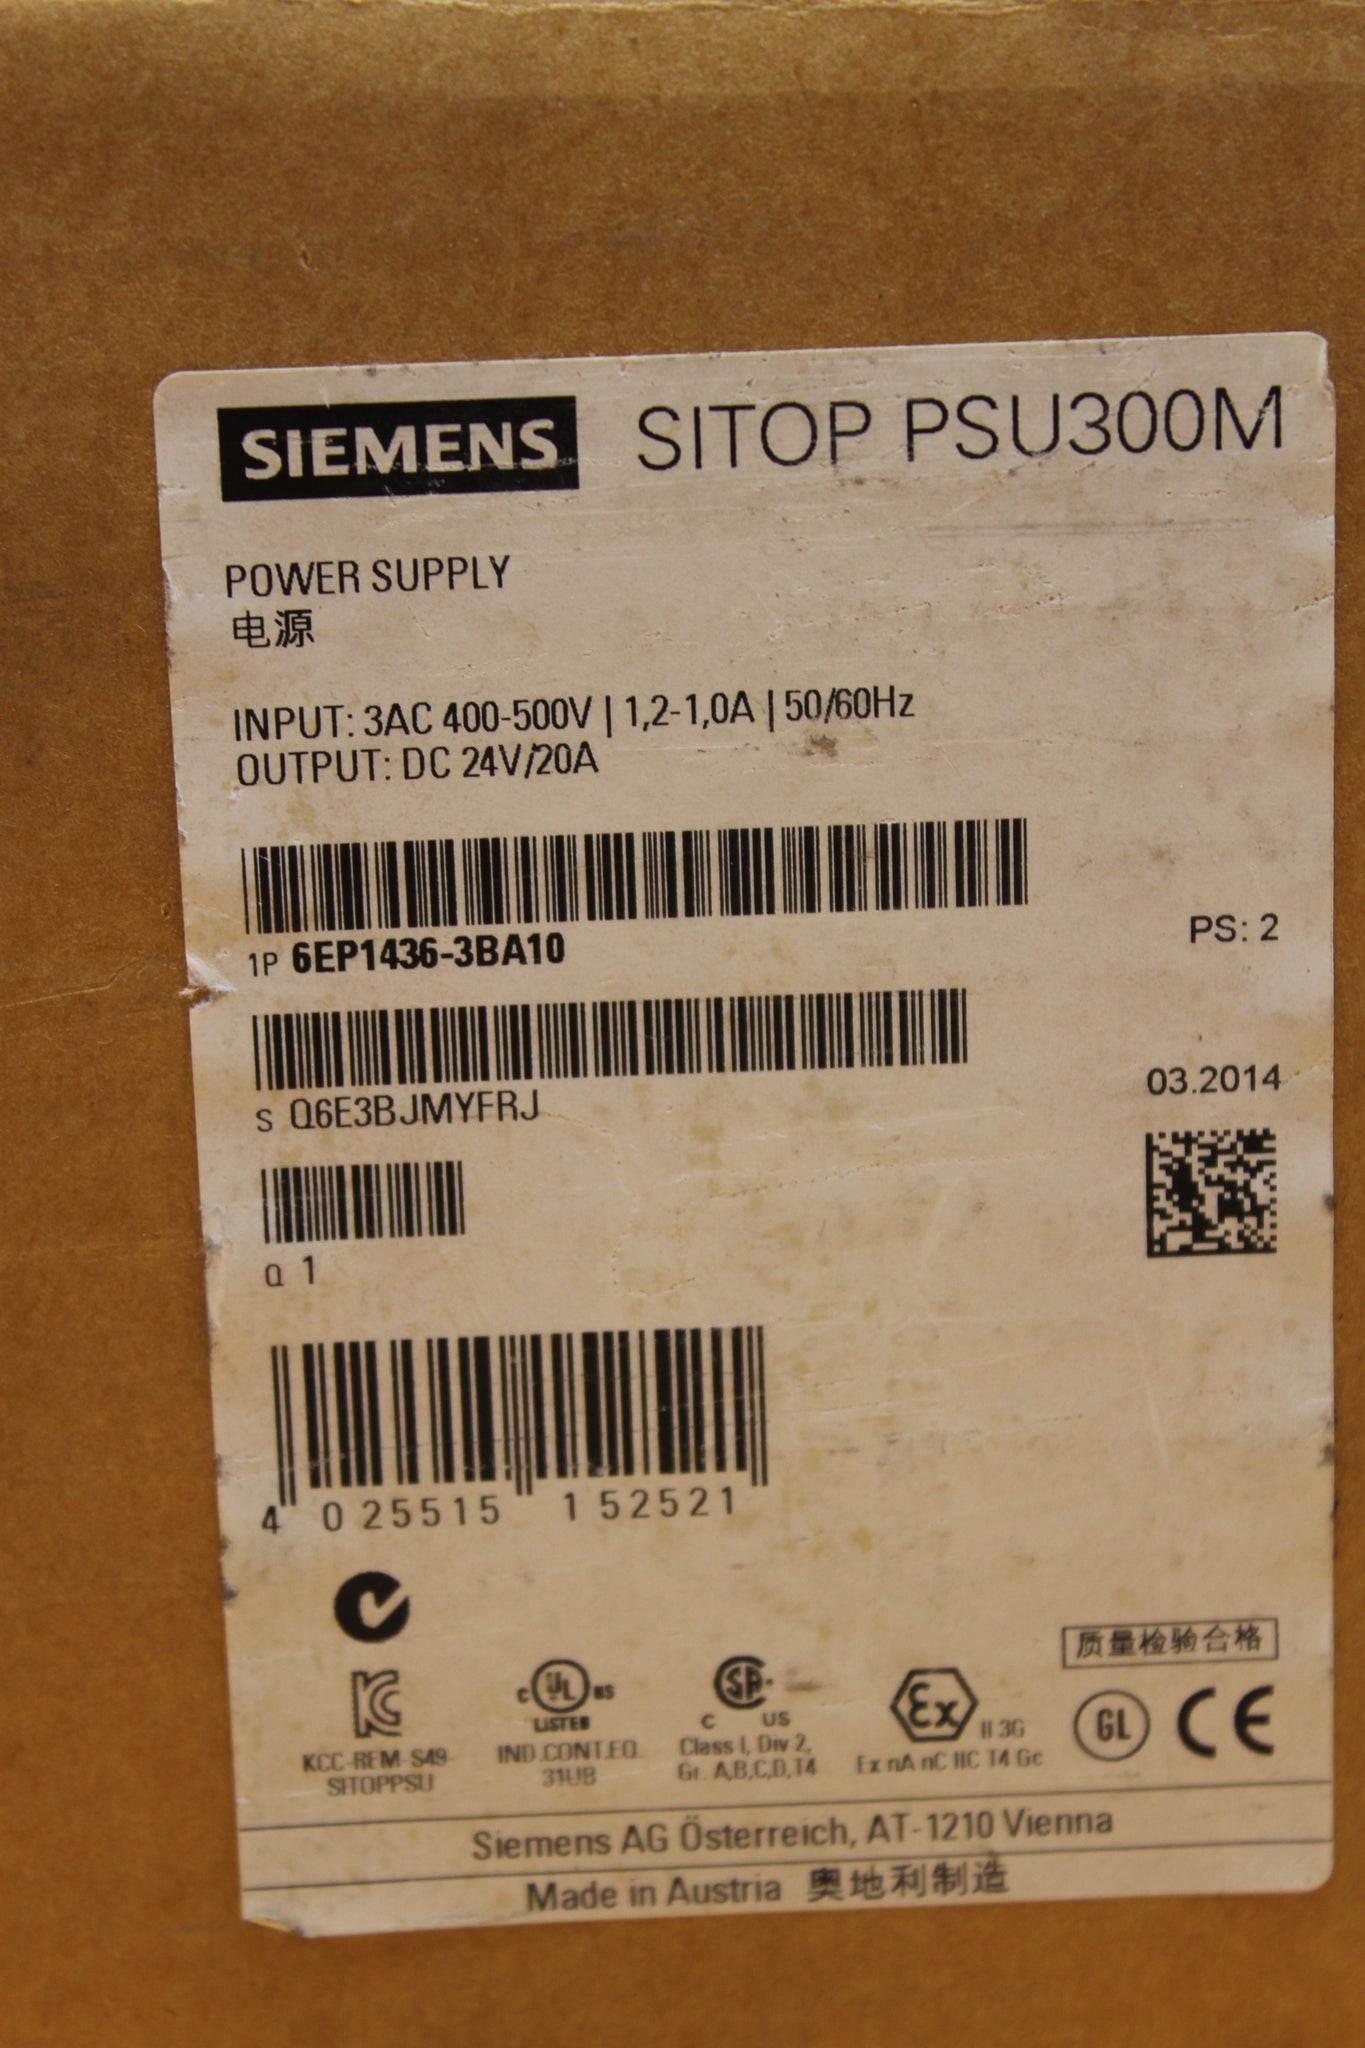 SIEMENS SITOP PSU300M
POWER SUPPLY
电源
INPUT: 3AC 400-500V | 1,2-1,0A | 50/60Hz
OUTPUT: DC 24V/20A
1P 6EP1436-3BA10
PS: 2
S Q6E3BJMYFRJ
03.2014
Q 1
4 025515 152521
质量检验合格
C UL US
LISTED
IND.CONT.EQ.
31UB
SA
C US
Class I, Div 2,
Gr. A,B,C,D,T4
Ex II 3G
Ex nA nC IIC T4 Gc
GL CE
KCC-REM-S49-
SITOPPSU
Siemens AG Österreich, AT-1210 Vienna
Made in Austria 奥地利制造